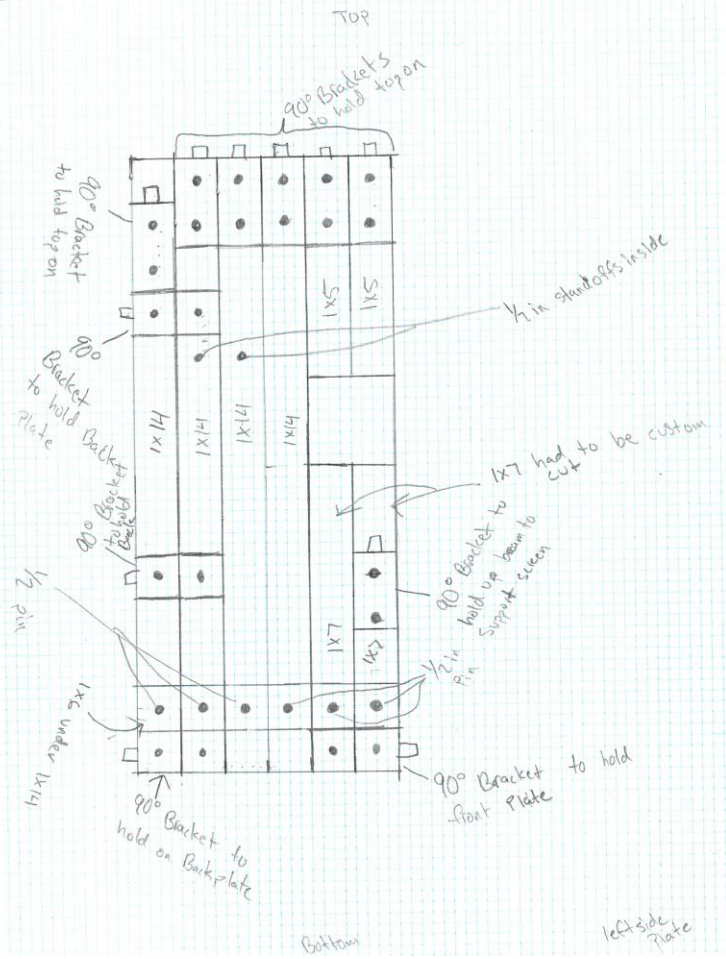 TOP
90° Brackets
to hold top on
90° Bracket
to hold top on
1x5
1x5
1/2 in standoffs inside
90°
Bracket
to hold Backet
Plate
1x14
1x14
1x14
1x14
1x7 had to be custom
cut
90° Bracket
to hold
Back
90° Bracket to
hold up beam to
support screen
1/2
pin
1x7
1x7
1/2 in
pin
1x6 under 1x14
90° Bracket to hold
front Plate
90° Bracket to
hold on Backplate
Bottom
left side
Plate